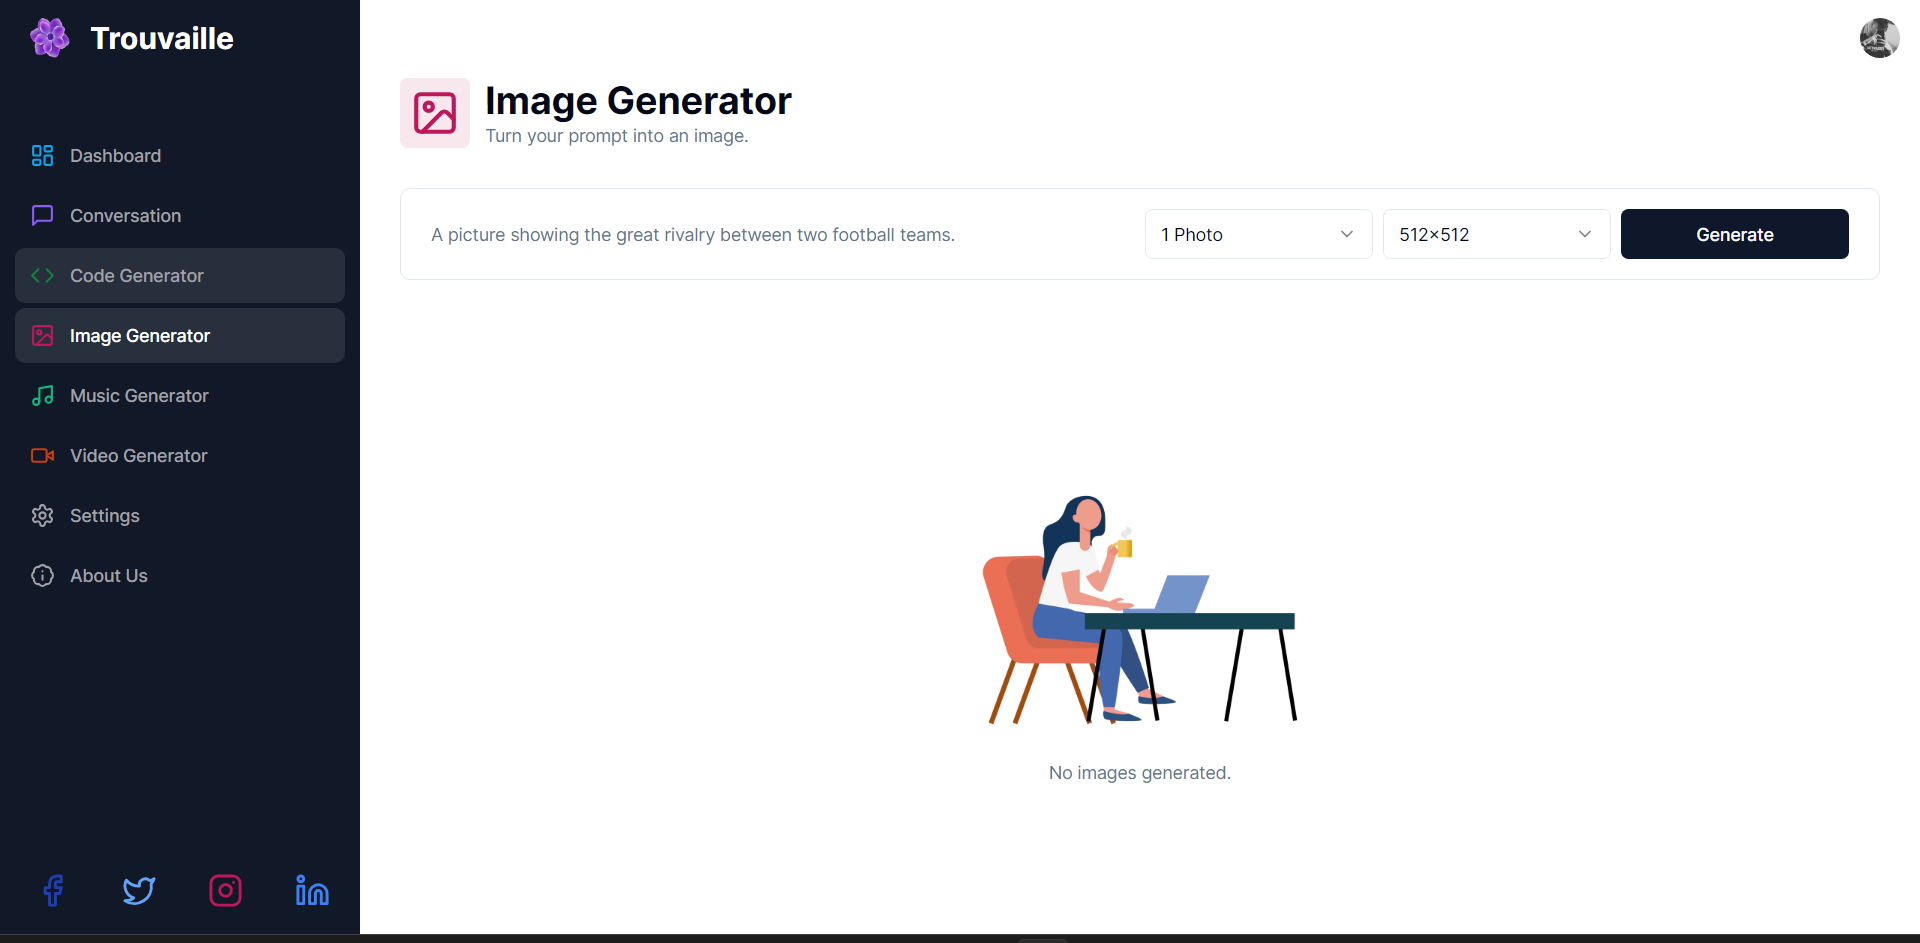 Trouvaille
Dashboard
Conversation
Code Generator
Image Generator
Music Generator
Video Generator
Settings
About Us
Image Generator
Turn your prompt into an image.
A picture showing the great rivalry between two football teams.
1 Photo
512×512
Generate
No images generated.